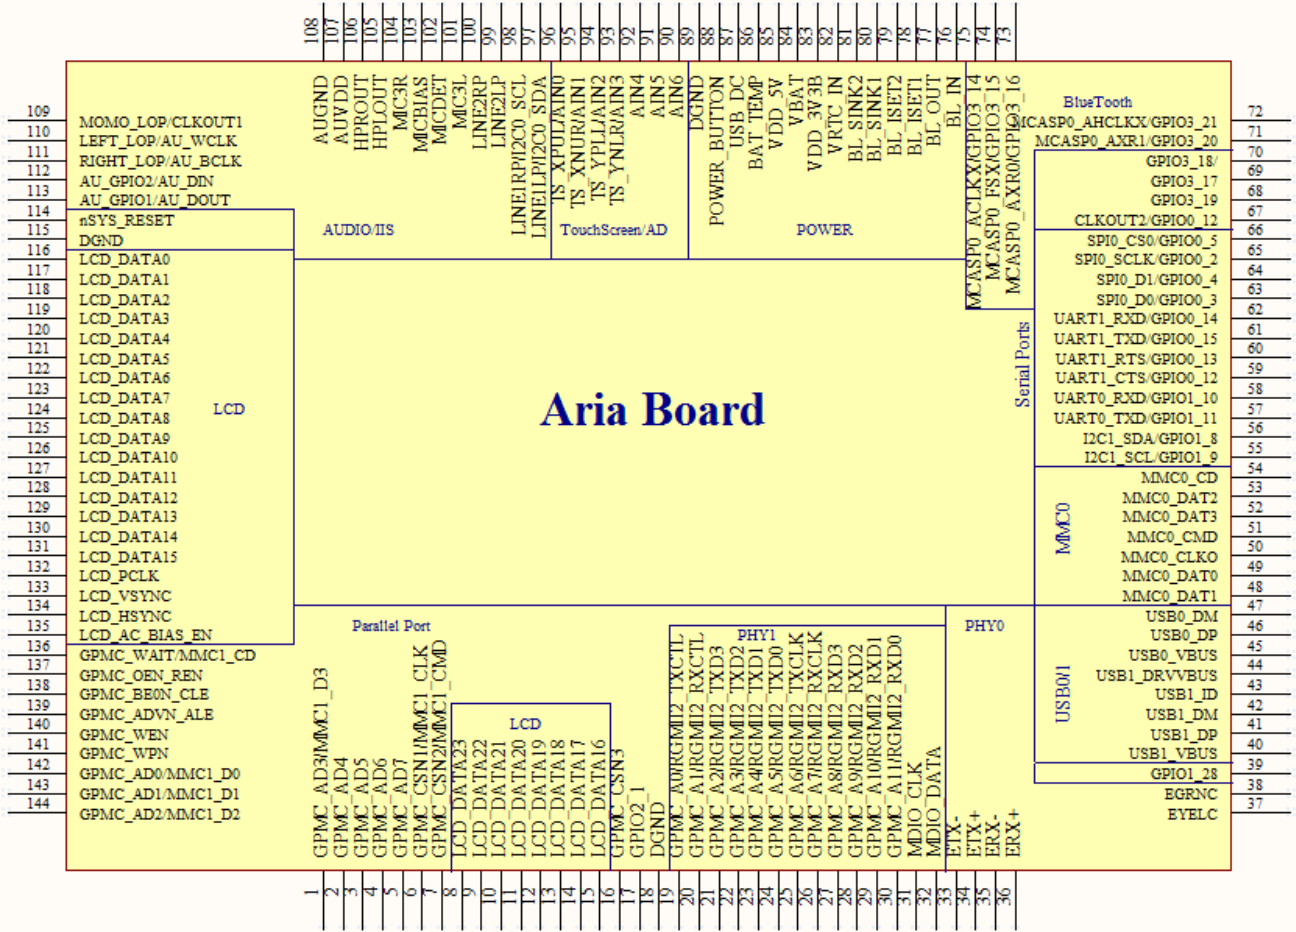 108 107 106 105 104 103 102 101 100 99 98 97 96 95 94 93 92 91 90 89 88 87 86 85 84 83 82 81 80 79 78 77 76 75 74 73
AUGND
AUVDD
HPROUT
HPLOUT
MIC3R
MICBIAS
MICDET
MIC3L
LINE2RP
LINE2LP
LINE1RP/I2C0_SCL
LINE1LP/I2C0_SDA
TS_XPUL/AIN0
TS_XNUR/AIN1
TS_YPLL/AIN2
TS_YNLR/AIN3
AIN4
AIN5
AIN6
DGND
POWER_BUTTON
USB_DC
BAT_TEMP
VDD_5V
VBAT
VDD_3V3B
VRTC_IN
BL_SINK2
BL_SINK1
BL_ISET2
BL_ISET1
BL_OUT
BL_IN
MCASP0_ACLKX/GPIO3_14
MCASP0_FSX/GPIO3_15
MCASP0_AXR0/GPIO3_16
AUDIO/IIS
TouchScreen/AD
POWER
BlueTooth
109 MOMO_LOP/CLKOUT1
110 LEFT_LOP/AU_WCLK
111 RIGHT_LOP/AU_BCLK
112 AU_GPIO2/AU_DIN
113 AU_GPIO1/AU_DOUT
114 nSYS_RESET
115 DGND
116 LCD_DATA0
117 LCD_DATA1
118 LCD_DATA2
119 LCD_DATA3
120 LCD_DATA4
121 LCD_DATA5
122 LCD_DATA6
123 LCD_DATA7
124 LCD_DATA8
125 LCD_DATA9
126 LCD_DATA10
127 LCD_DATA11
128 LCD_DATA12
129 LCD_DATA13
130 LCD_DATA14
131 LCD_DATA15
132 LCD_PCLK
133 LCD_VSYNC
134 LCD_HSYNC
135 LCD_AC_BIAS_EN
136 GPMC_WAIT/MMC1_CD
137 GPMC_OEN_REN
138 GPMC_BE0N_CLE
139 GPMC_ADVN_ALE
140 GPMC_WEN
141 GPMC_WPN
142 GPMC_AD0/MMC1_D0
143 GPMC_AD1/MMC1_D1
144 GPMC_AD2/MMC1_D2
LCD
Aria Board
MCASP0_AHCLKX/GPIO3_21 72
MCASP0_AXR1/GPIO3_20 71
GPIO3_18/ 70
GPIO3_17 69
GPIO3_19 68
CLKOUT2/GPIO0_12 67
SPI0_CS0/GPIO0_5 66
SPI0_SCLK/GPIO0_2 65
SPI0_D1/GPIO0_4 64
SPI0_D0/GPIO0_3 63
UART1_RXD/GPIO0_14 62
UART1_TXD/GPIO0_15 61
UART1_RTS/GPIO0_13 60
UART1_CTS/GPIO0_12 59
UART0_RXD/GPIO1_10 58
UART0_TXD/GPIO1_11 57
I2C1_SDA/GPIO1_8 56
I2C1_SCL/GPIO1_9 55
MMC0_CD 54
MMC0_DAT2 53
MMC0_DAT3 52
MMC0_CMD 51
MMC0_CLKO 50
MMC0_DAT0 49
MMC0_DAT1 48
USB0_DM 47
USB0_DP 46
USB0_VBUS 45
USB1_DRVVBUS 44
USB1_ID 43
USB1_DM 42
USB1_DP 41
USB1_VBUS 40
GPIO1_28 39
EGRNC 38
EYELC 37
Serial Ports
MMC0
USB0/1
Parallel Port
LCD
PHY1
PHY0
GPMC_AD3/MMC1_D3
GPMC_AD4
GPMC_AD5
GPMC_AD6
GPMC_AD7
GPMC_CSN1/MMC1_CLK
GPMC_CSN2/MMC1_CMD
LCD_DATA23
LCD_DATA22
LCD_DATA21
LCD_DATA20
LCD_DATA19
LCD_DATA18
LCD_DATA17
LCD_DATA16
GPMC_CSN3
GPIO2_1
DGND
GPMC_A0/RGMII2_TXCTL
GPMC_A1/RGMII2_RXCTL
GPMC_A2/RGMII2_TXD3
GPMC_A3/RGMII2_TXD2
GPMC_A4/RGMII2_TXD1
GPMC_A5/RGMII2_TXD0
GPMC_A6/RGMII2_TXCLK
GPMC_A7/RGMII2_RXCLK
GPMC_A8/RGMII2_RXD3
GPMC_A9/RGMII2_RXD2
GPMC_A10/RGMII2_RXD1
GPMC_A11/RGMII2_RXD0
MDIO_CLK
MDIO_DATA
ETX-
ETX+
ERX-
ERX+
1 2 3 4 5 6 7 8 9 10 11 12 13 14 15 16 17 18 19 20 21 22 23 24 25 26 27 28 29 30 31 32 33 34 35 36